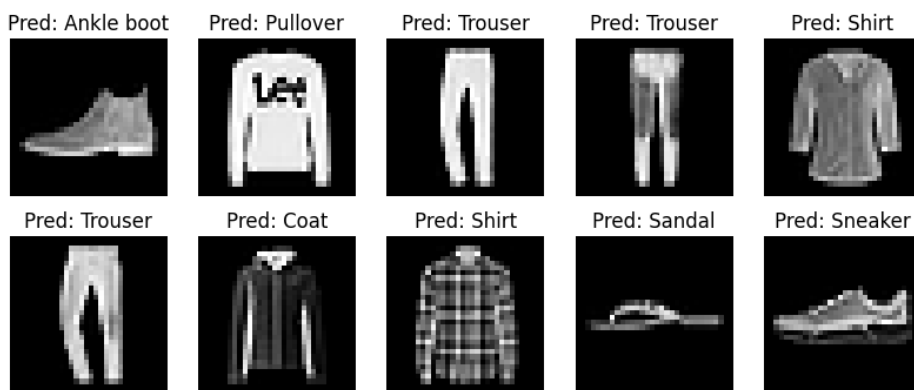 Pred: Ankle boot
Pred: Pullover
Pred: Trouser
Pred: Trouser
Pred: Shirt
Lee
Pred: Trouser
Pred: Coat
Pred: Shirt
Pred: Sandal
Pred: Sneaker